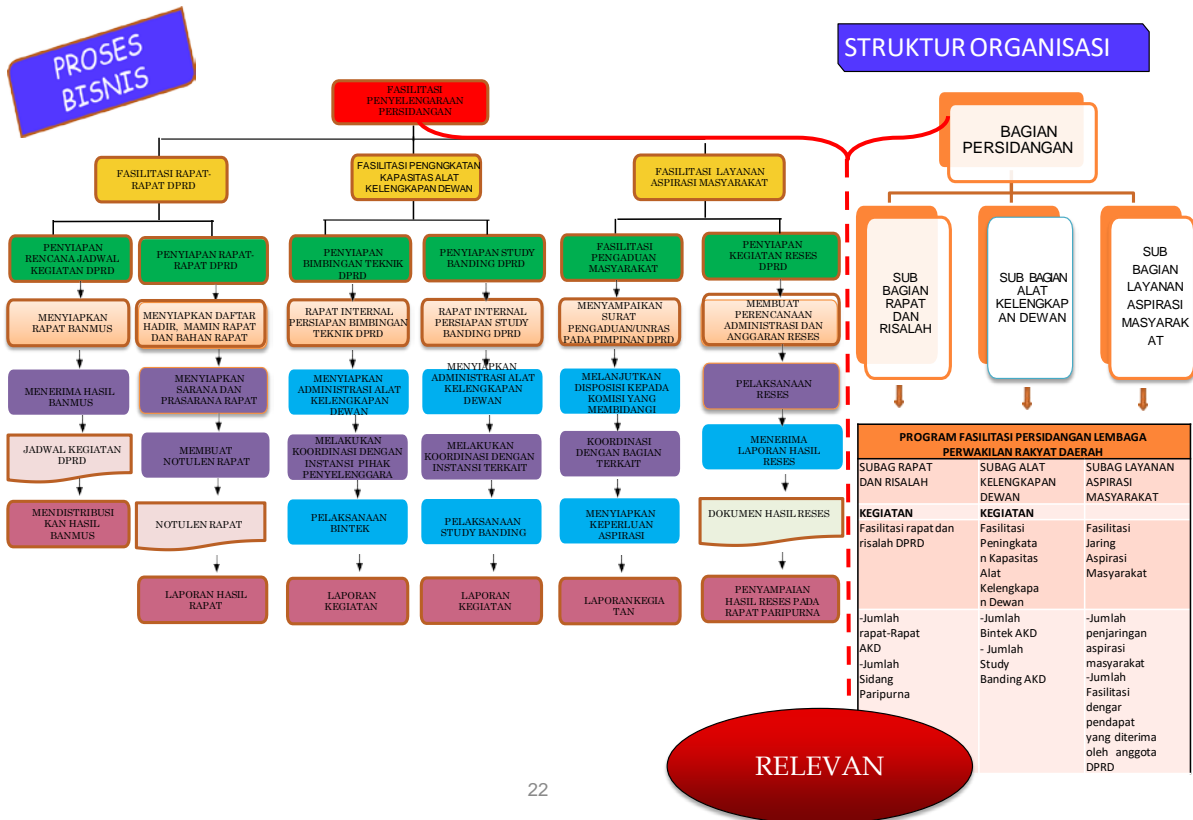 PROSES
BISNIS
STRUKTUR ORGANISASI
FASILITASI
PENYELENGARAAN
PERSIDANGAN
FASILITASI RAPAT-
RAPAT DPRD
FASILITASI PENGNGKATAN
KAPASITAS ALAT
KELENGKAPAN DEWAN
FASILITASI LAYANAN
ASPIRASI MASYARAKAT
PENYIAPAN
RENCANA JADWAL
KEGIATAN DPRD
MENYIAPKAN
RAPAT BANMUS
MENERIMA HASIL
BANMUS
JADWAL KEGIATAN
DPRD
MENDISTRIBUSI
KAN HASIL
BANMUS
PENYIAPAN RAPAT-
RAPAT DPRD
MENYIAPKAN DAFTAR
HADIR, MAMIN RAPAT
DAN BAHAN RAPAT
MENYIAPKAN
SARANA DAN
PRASARANA RAPAT
MEMBUAT
NOTULEN RAPAT
NOTULEN RAPAT
LAPORAN HASIL
RAPAT
PENYIAPAN
BIMBINGAN TEKNIK
DPRD
RAPAT INTERNAL
PERSIAPAN BIMBINGAN
TEKNIK DPRD
MENYIAPKAN
ADMINISTRASI ALAT
KELENGKAPAN
DEWAN
MELAKUKAN
KOORDINASI DENGAN
INSTANSI PIHAK
PENYELENGGARA
PELAKSANAAN
BINTEK
LAPORAN
KEGIATAN
PENYIAPAN STUDY
BANDING DPRD
RAPAT INTERNAL
PERSIAPAN STUDY
BANDING DPRD
MENYIAPKAN
ADMINISTRASI ALAT
KELENGKAPAN
DEWAN
MELAKUKAN
KOORDINASI DENGAN
INSTANSI TERKAIT
PELAKSANAAN
STUDY BANDING
LAPORAN
KEGIATAN
FASILITASI
PENGADUAN
MASYARAKAT
MENYAMPAIKAN
SURAT
PENGADUAN/UNRAS
PADA PIMPINAN DPRD
MELANJUTKAN
DISPOSISI KEPADA
KOMISI YANG
MEMBIDANGI
KOORDINASI
DENGAN BAGIAN
TERKAIT
MENYIAPKAN
KEPERLUAN
ASPIRASI
LAPORAN KEGIA
TAN
PENYIAPAN
KEGIATAN RESES
DPRD
MEMBUAT
PERENCANAAN
ADMINISTRASI DAN
ANGGARAN RESES
PELAKSANAAN
RESES
MENERIMA
LAPORAN HASIL
RESES
DOKUMEN HASIL RESES
PENYAMPAIAN
HASIL RESES PADA
RAPAT PARIPURNA
BAGIAN
PERSIDANGAN
SUB
BAGIAN
RAPAT
DAN
RISALAH
SUB BAGIAN
ALAT
KELENGKAP
AN DEWAN
SUB
BAGIAN
LAYANAN
ASPIRASI
MASYARAK
AT
PROGRAM FASILITASI PERSIDANGAN LEMBAGA
PERWAKILAN RAKYAT DAERAH
SUBAG RAPAT
DAN RISALAH
SUBAG ALAT
KELENGKAPAN
DEWAN
SUBAG LAYANAN
ASPIRASI
MASYARAKAT
KEGIATAN
KEGIATAN
Fasilitasi rapat dan
risalah DPRD
Fasilitasi
Peningkata
n Kapasitas
Alat
Kelengkapa
n Dewan
Fasilitasi
Jaring
Aspirasi
Masyarakat
-Jumlah
rapat-Rapat
AKD
-Jumlah
Sidang
Paripurna
-Jumlah
Bintek AKD
- Jumlah
Study
Banding AKD
-Jumlah
penjaringan
aspirasi
masyarakat
-Jumlah
Fasilitasi
dengar
pendapat
yang diterima
oleh anggota
DPRD
RELEVAN
22